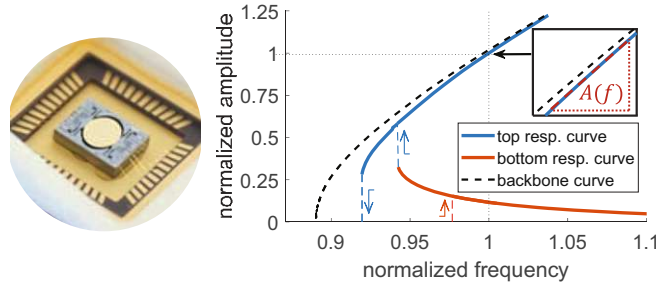 1.25
1
0.75
0.5
0.25
0
normalized amplitude
A(f)
top resp. curve
bottom resp. curve
backbone curve
0.9
0.95
1
1.05
1.1
normalized frequency